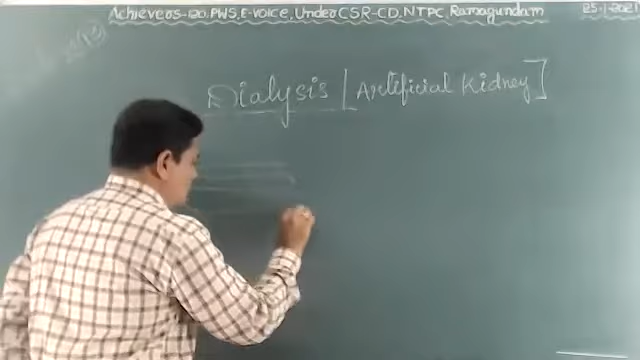 Achievers-120, PWS, E-VOICE, Under CSR-CD, NTPC, Ramagundam
25-1-2021
Dialysis [Artificial Kidney]